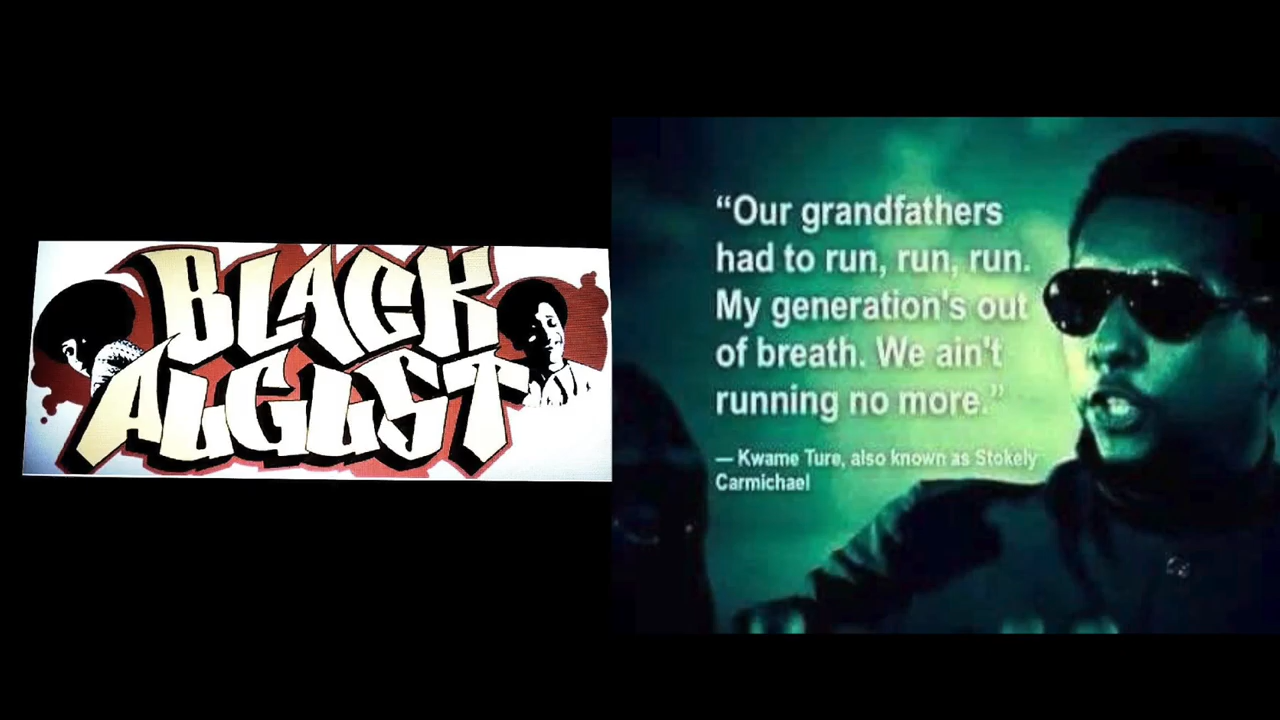 BLACK
AUGUST
“Our grandfathers
had to run, run, run.
My generation's out
of breath. We ain't
running no more.”
— Kwame Ture, also known as Stokely
Carmichael